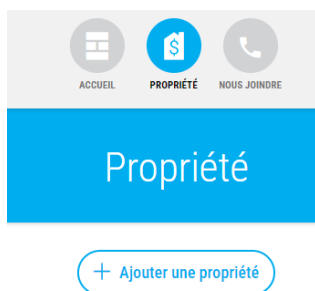 ACCUEIL PROPRIÉTÉ NOUS JOINDRE
Propriété
+ Ajouter une propriété